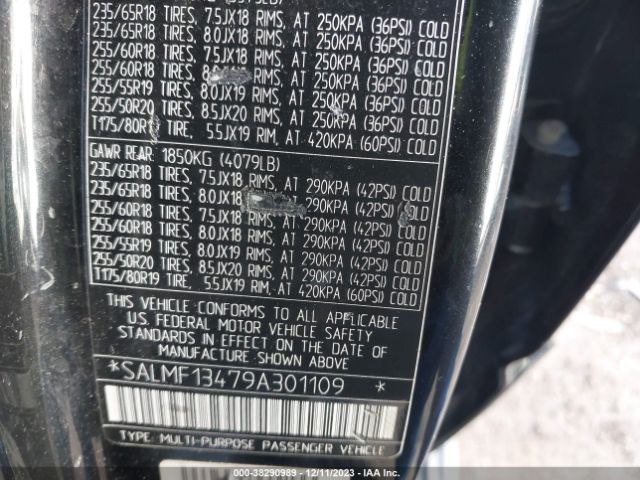 235/65R18 TIRES, 7.5JX18 RIMS, AT 250KPA (36PSI) COLD
235/65R18 TIRES, 8.0JX18 RIMS, AT 250KPA (36PSI) COLD
255/60R18 TIRES, 7.5JX18 RIMS, AT 250KPA (36PSI) COLD
255/60R18 TIRES, RIMS, AT 250KPA (36PSI) COLD
255/55R19 TIRES, 8.0JX19 RIMS, AT 250KPA (36PSI) COLD
255/50R20 TIRES, 8.5JX20 RIMS, AT 250KPA (36PSI) COLD
T175/80R19 TIRE, 5.5JX19 RIM, AT 420KPA (60PSI) COLD
GAWR REAR: 1850KG (4079LB)
235/65R18 TIRES, 7.5JX18 RIMS, AT 290KPA (42PSI) COLD
235/65R18 TIRES, 8.0JX18 290KPA (42PSI) COLD
255/60R18 TIRES, 7.5JX18 RIMS, AT 290KPA (42PSI) COLD
255/60R18 TIRES, 8.0JX18 RIMS, AT 290KPA (42PSI) COLD
255/55R19 TIRES, 8.0JX19 RIMS, AT 290KPA (42PSI) COLD
255/50R20 TIRES, 8.5JX20 RIMS, AT 290KPA (42PSI) COLD
T175/80R19 TIRE, 5.5JX19 RIM, AT 420KPA (60PSI) COLD
THIS VEHICLE CONFORMS TO ALL APPLICABLE
U.S. FEDERAL MOTOR VEHICLE SAFETY
STANDARDS IN EFFECT ON THE DATE OF
MANUFACTURE SHOWN ABOVE
*SALMF13479A301109 *
TYPE: MULTI-PURPOSE PASSENGER VEHICLE
000-38290989 - 12/11/2023 - IAA Inc.